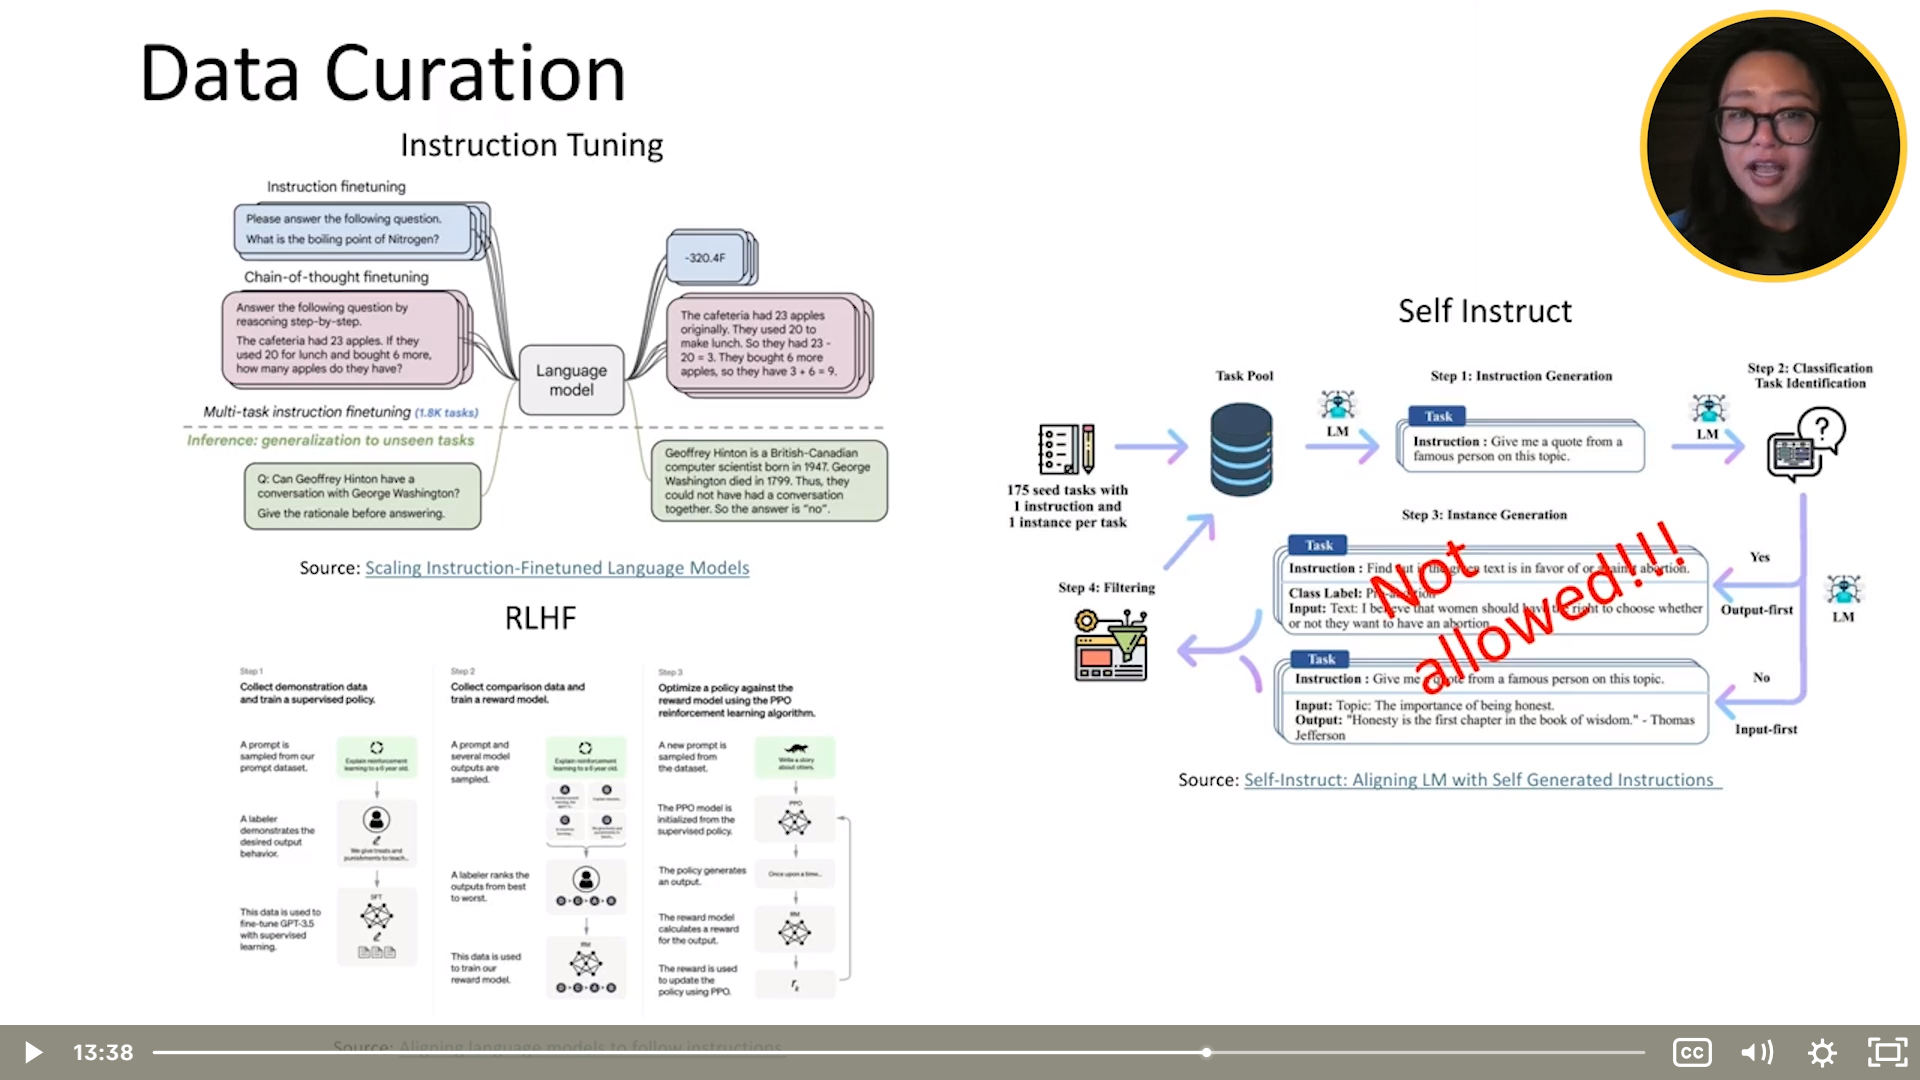 Data Curation
Instruction Tuning
Instruction finetuning
Please answer the following question.
What is the boiling point of Nitrogen?
-320.4F
Chain-of-thought finetuning
Answer the following question by
reasoning step-by-step.
The cafeteria had 23 apples. If they
used 20 for lunch and bought 6 more,
how many apples do they have?
The cafeteria had 23 apples
originally. They used 20 to
make lunch. So they had 23 -
20 = 3. They bought 6 more
apples, so they have 3 + 6 = 9.
Language
model
Multi-task instruction finetuning (1.8K tasks)
Inference: generalization to unseen tasks
Q: Can Geoffrey Hinton have a
conversation with George Washington?
Give the rationale before answering.
Geoffrey Hinton is a British-Canadian
computer scientist born in 1947. George
Washington died in 1799. Thus, they
could not have had a conversation
together. So the answer is "no".
Source: Scaling Instruction-Finetuned Language Models
RLHF
Step 1
Collect demonstration data
and train a supervised policy.
A prompt is
sampled from our
prompt dataset.
Explain reinforcement
learning to a 6 year old.
A labeler
demonstrates the
desired output
behavior.
We give treats and
punishments to teach...
This data is used to
fine-tune GPT-3.5
with supervised
learning.
SFT
Step 2
Collect comparison data and
train a reward model.
A prompt and
several model
outputs are
sampled.
Explain reinforcement
learning to a 6 year old.
A labeler ranks the
outputs from best
to worst.
This data is used
to train our
reward model.
RM
Step 3
Optimize a policy against the
reward model using the PPO
reinforcement learning algorithm.
A new prompt is
sampled from
the dataset.
Write a story
about otters.
The PPO model is
initialized from the
supervised policy.
PPO
The policy generates
an output.
Once upon a time...
The reward model
calculates a reward
for the output.
RM
The reward is used
to update the
policy using PPO.
rk
Source: Aligning language models to follow instructions
Self Instruct
175 seed tasks with
1 instruction and
1 instance per task
Task Pool
LM
Step 1: Instruction Generation
Task
Instruction : Give me a quote from a
famous person on this topic.
LM
Step 2: Classification
Task Identification
Step 3: Instance Generation
Task
Instruction : Find out if the given text is in favor of or against abortion.
Class Label: Pro-abortion
Input: Text: I believe that women should have the right to choose whether
or not they want to have an abortion.
Task
Instruction : Give me a quote from a famous person on this topic.
Input: Topic: The importance of being honest.
Output: "Honesty is the first chapter in the book of wisdom." - Thomas
Jefferson
Not
allowed!!!
Yes
Output-first
LM
No
Input-first
Step 4: Filtering
Source: Self-Instruct: Aligning LM with Self Generated Instructions
13:38
CC